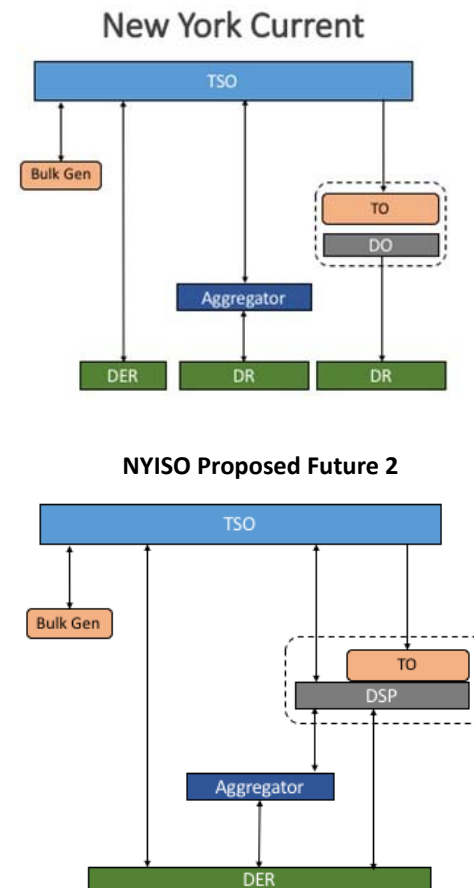 New York Current
TSO
Bulk Gen
TO
DO
Aggregator
DER
DR
DR
NYISO Proposed Future 2
TSO
Bulk Gen
TO
DSP
Aggregator
DER